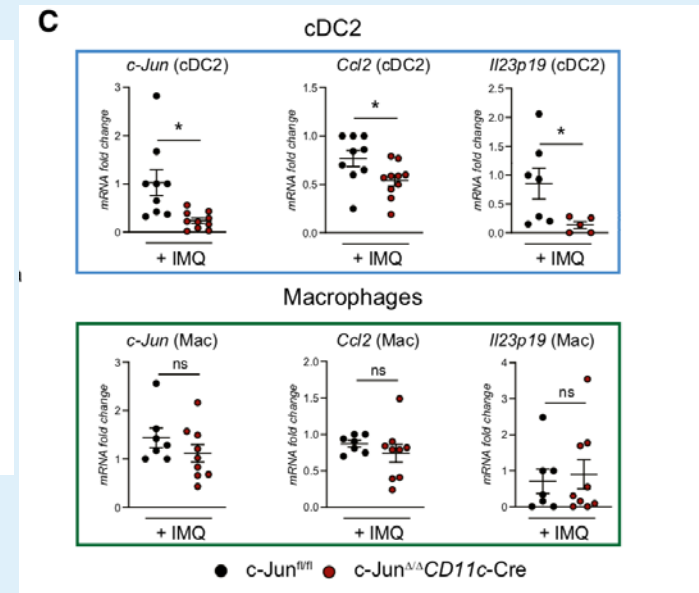 C
cDC2
c-Jun (cDC2)
Ccl2 (cDC2)
Il23p19 (cDC2)
mRNA fold change
3
2
1
0
*
+ IMQ
mRNA fold change
1.5
1.0
0.5
0.0
*
+ IMQ
mRNA fold change
2.5
2.0
1.5
1.0
0.5
0.0
*
+ IMQ
Macrophages
c-Jun (Mac)
Ccl2 (Mac)
Il23p19 (Mac)
mRNA fold change
3
2
1
0
ns
+ IMQ
mRNA fold change
2.0
1.5
1.0
0.5
0.0
ns
+ IMQ
mRNA fold change
4
3
2
1
0
ns
+ IMQ
c-Junfl/fl c-JunΔ/ΔCD11c-Cre